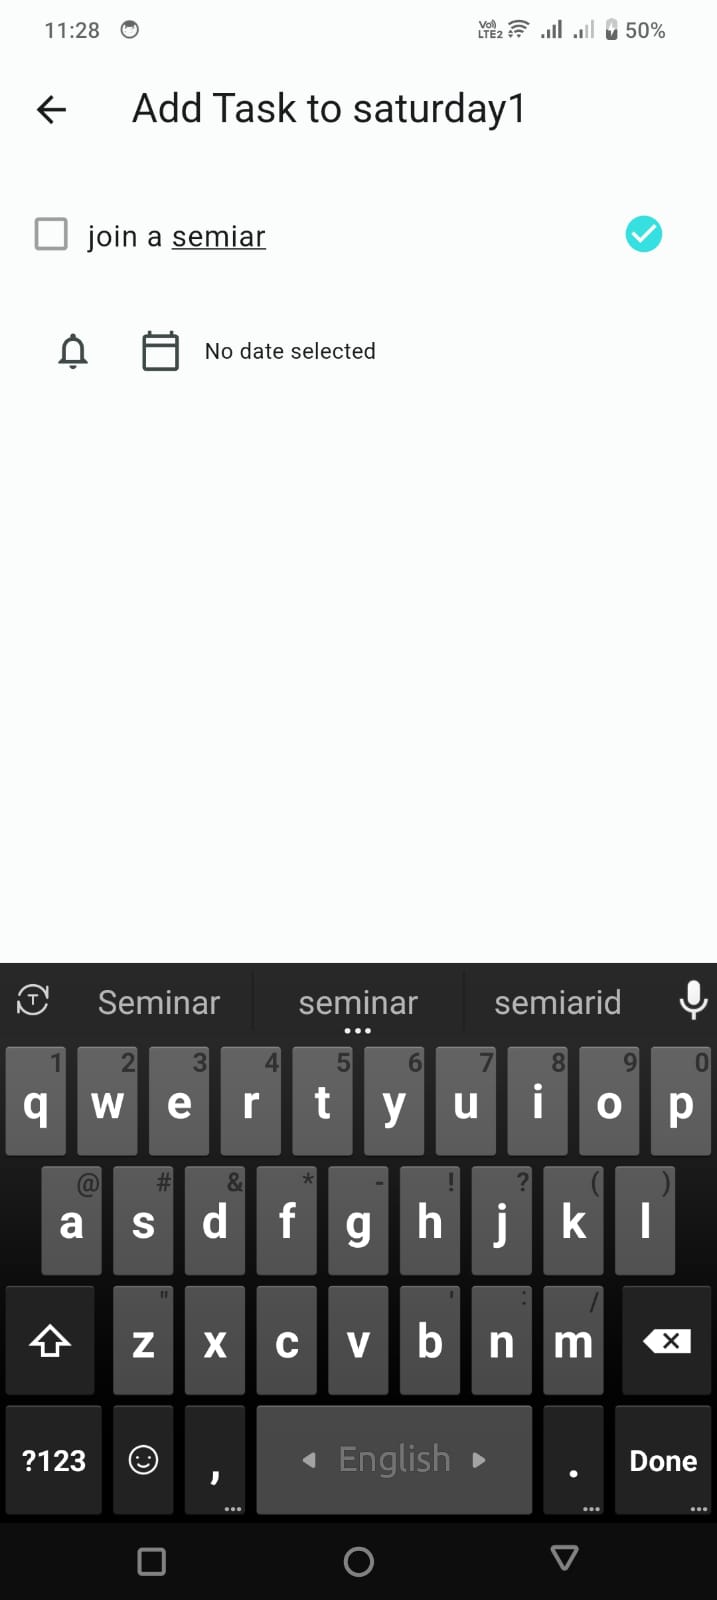 11:28 Vo) LTE2 50%
Add Task to saturday1
join a semiar
No date selected
T Seminar seminar semiarid
1 2 3 4 5 6 7 8 9 0
q w e r t y u i o p
@ # & * - ! ? ( )
a s d f g h j k l
" ' : /
z x c v b n m
?123 , English . Done